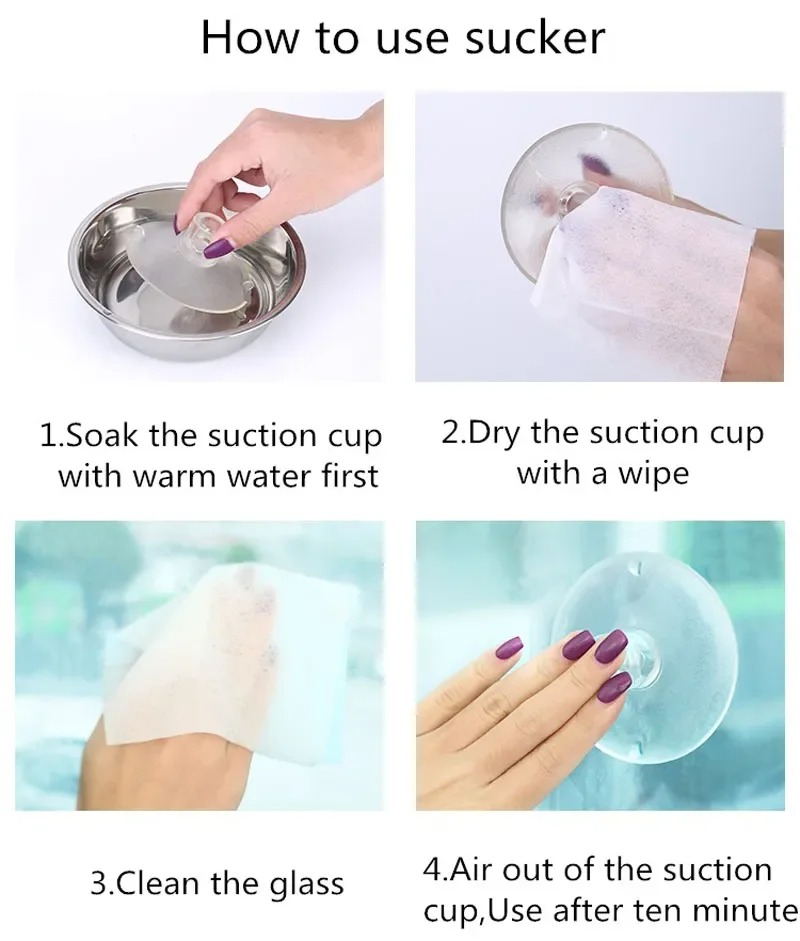 How to use sucker
1.Soak the suction cup
with warm water first
2.Dry the suction cup
with a wipe
3.Clean the glass
4.Air out of the suction
cup,Use after ten minute